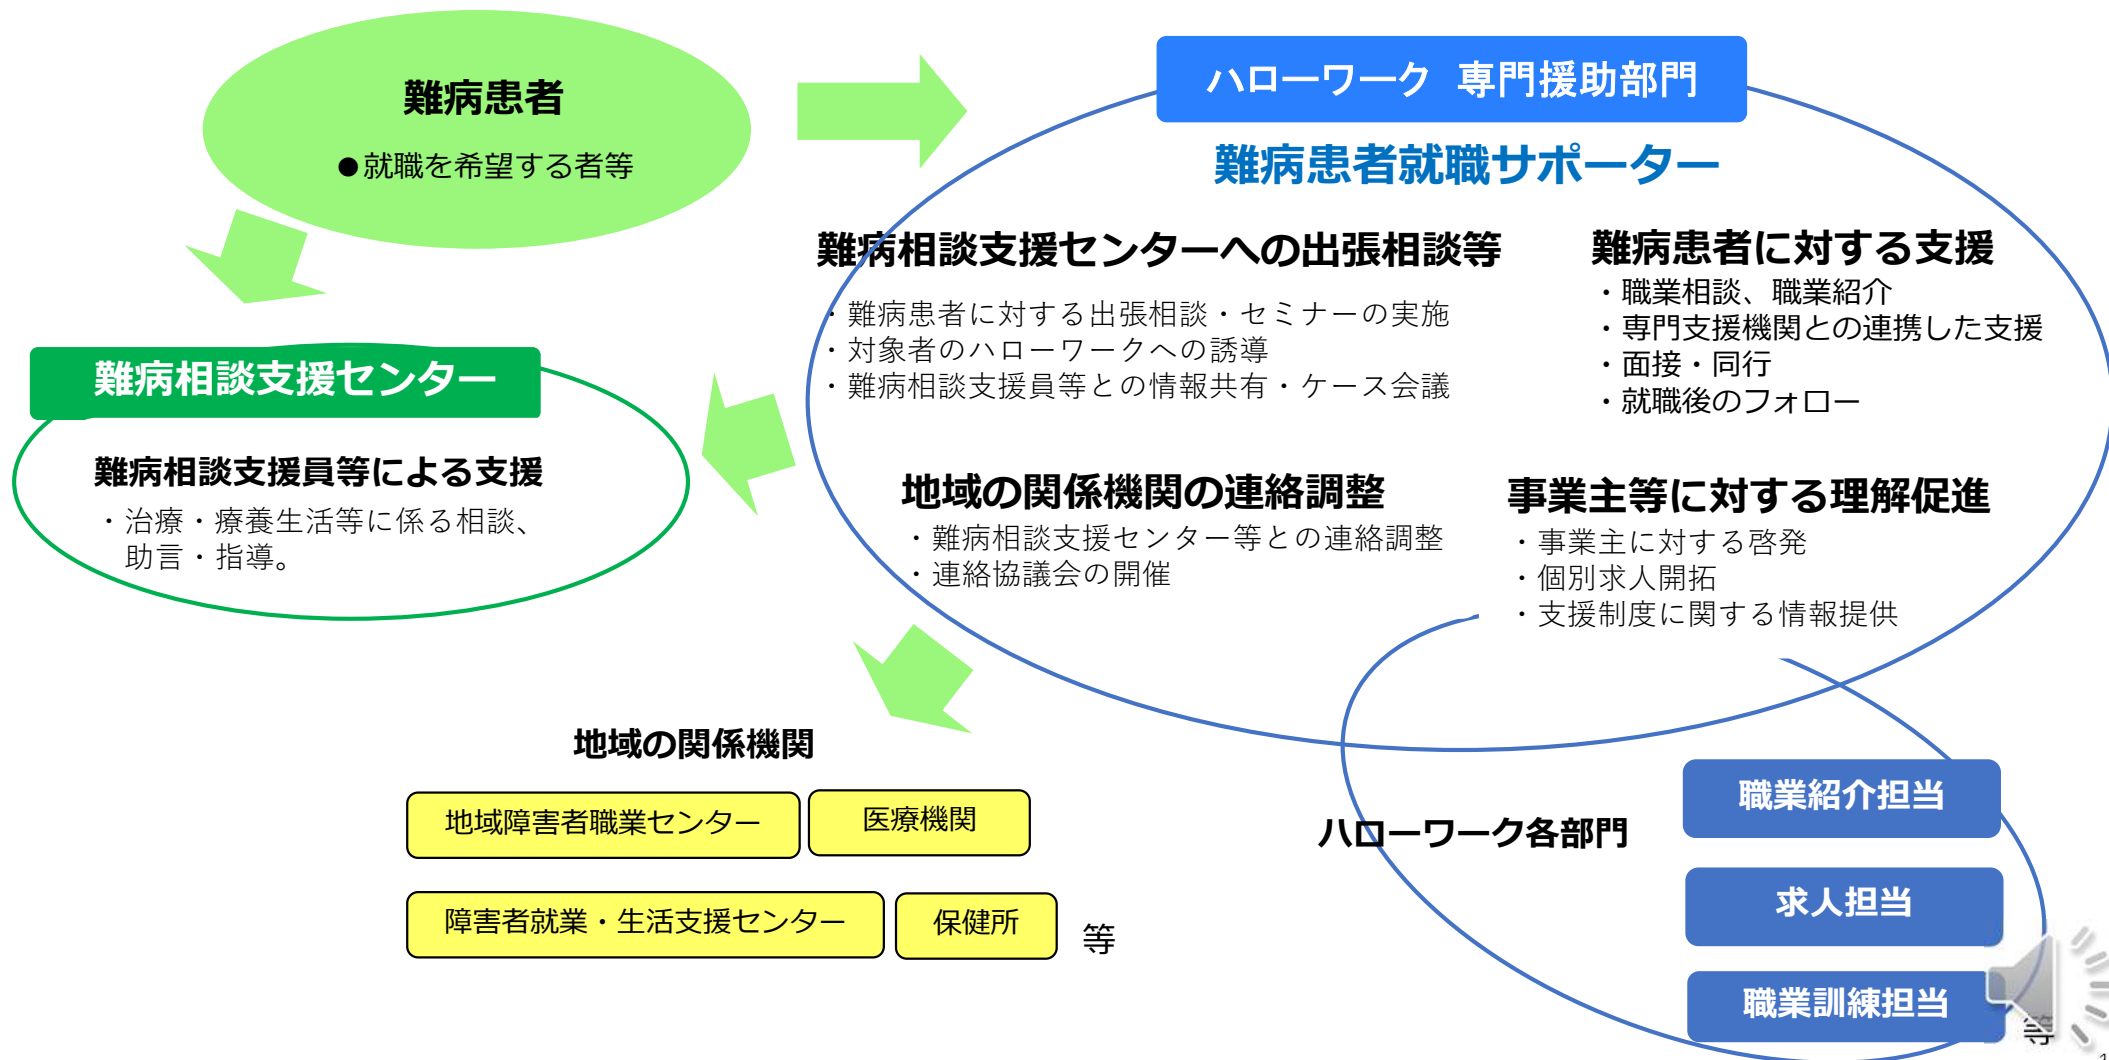 難病患者
●就職を希望する者等
ハローワーク 専門援助部門
難病患者就職サポーター
難病相談支援センターへの出張相談等
・難病患者に対する出張相談・セミナーの実施
・対象者のハローワークへの誘導
・難病相談支援員等との情報共有・ケース会議
難病患者に対する支援
・職業相談、職業紹介
・専門支援機関との連携した支援
・面接・同行
・就職後のフォロー
難病相談支援センター
難病相談支援員等による支援
・治療・療養生活等に係る相談、
助言・指導。
地域の関係機関の連絡調整
・難病相談支援センター等との連絡調整
・連絡協議会の開催
事業主等に対する理解促進
・事業主に対する啓発
・個別求人開拓
・支援制度に関する情報提供
地域の関係機関
地域障害者職業センター
医療機関
障害者就業・生活支援センター
保健所
等
ハローワーク各部門
職業紹介担当
求人担当
職業訓練担当
等